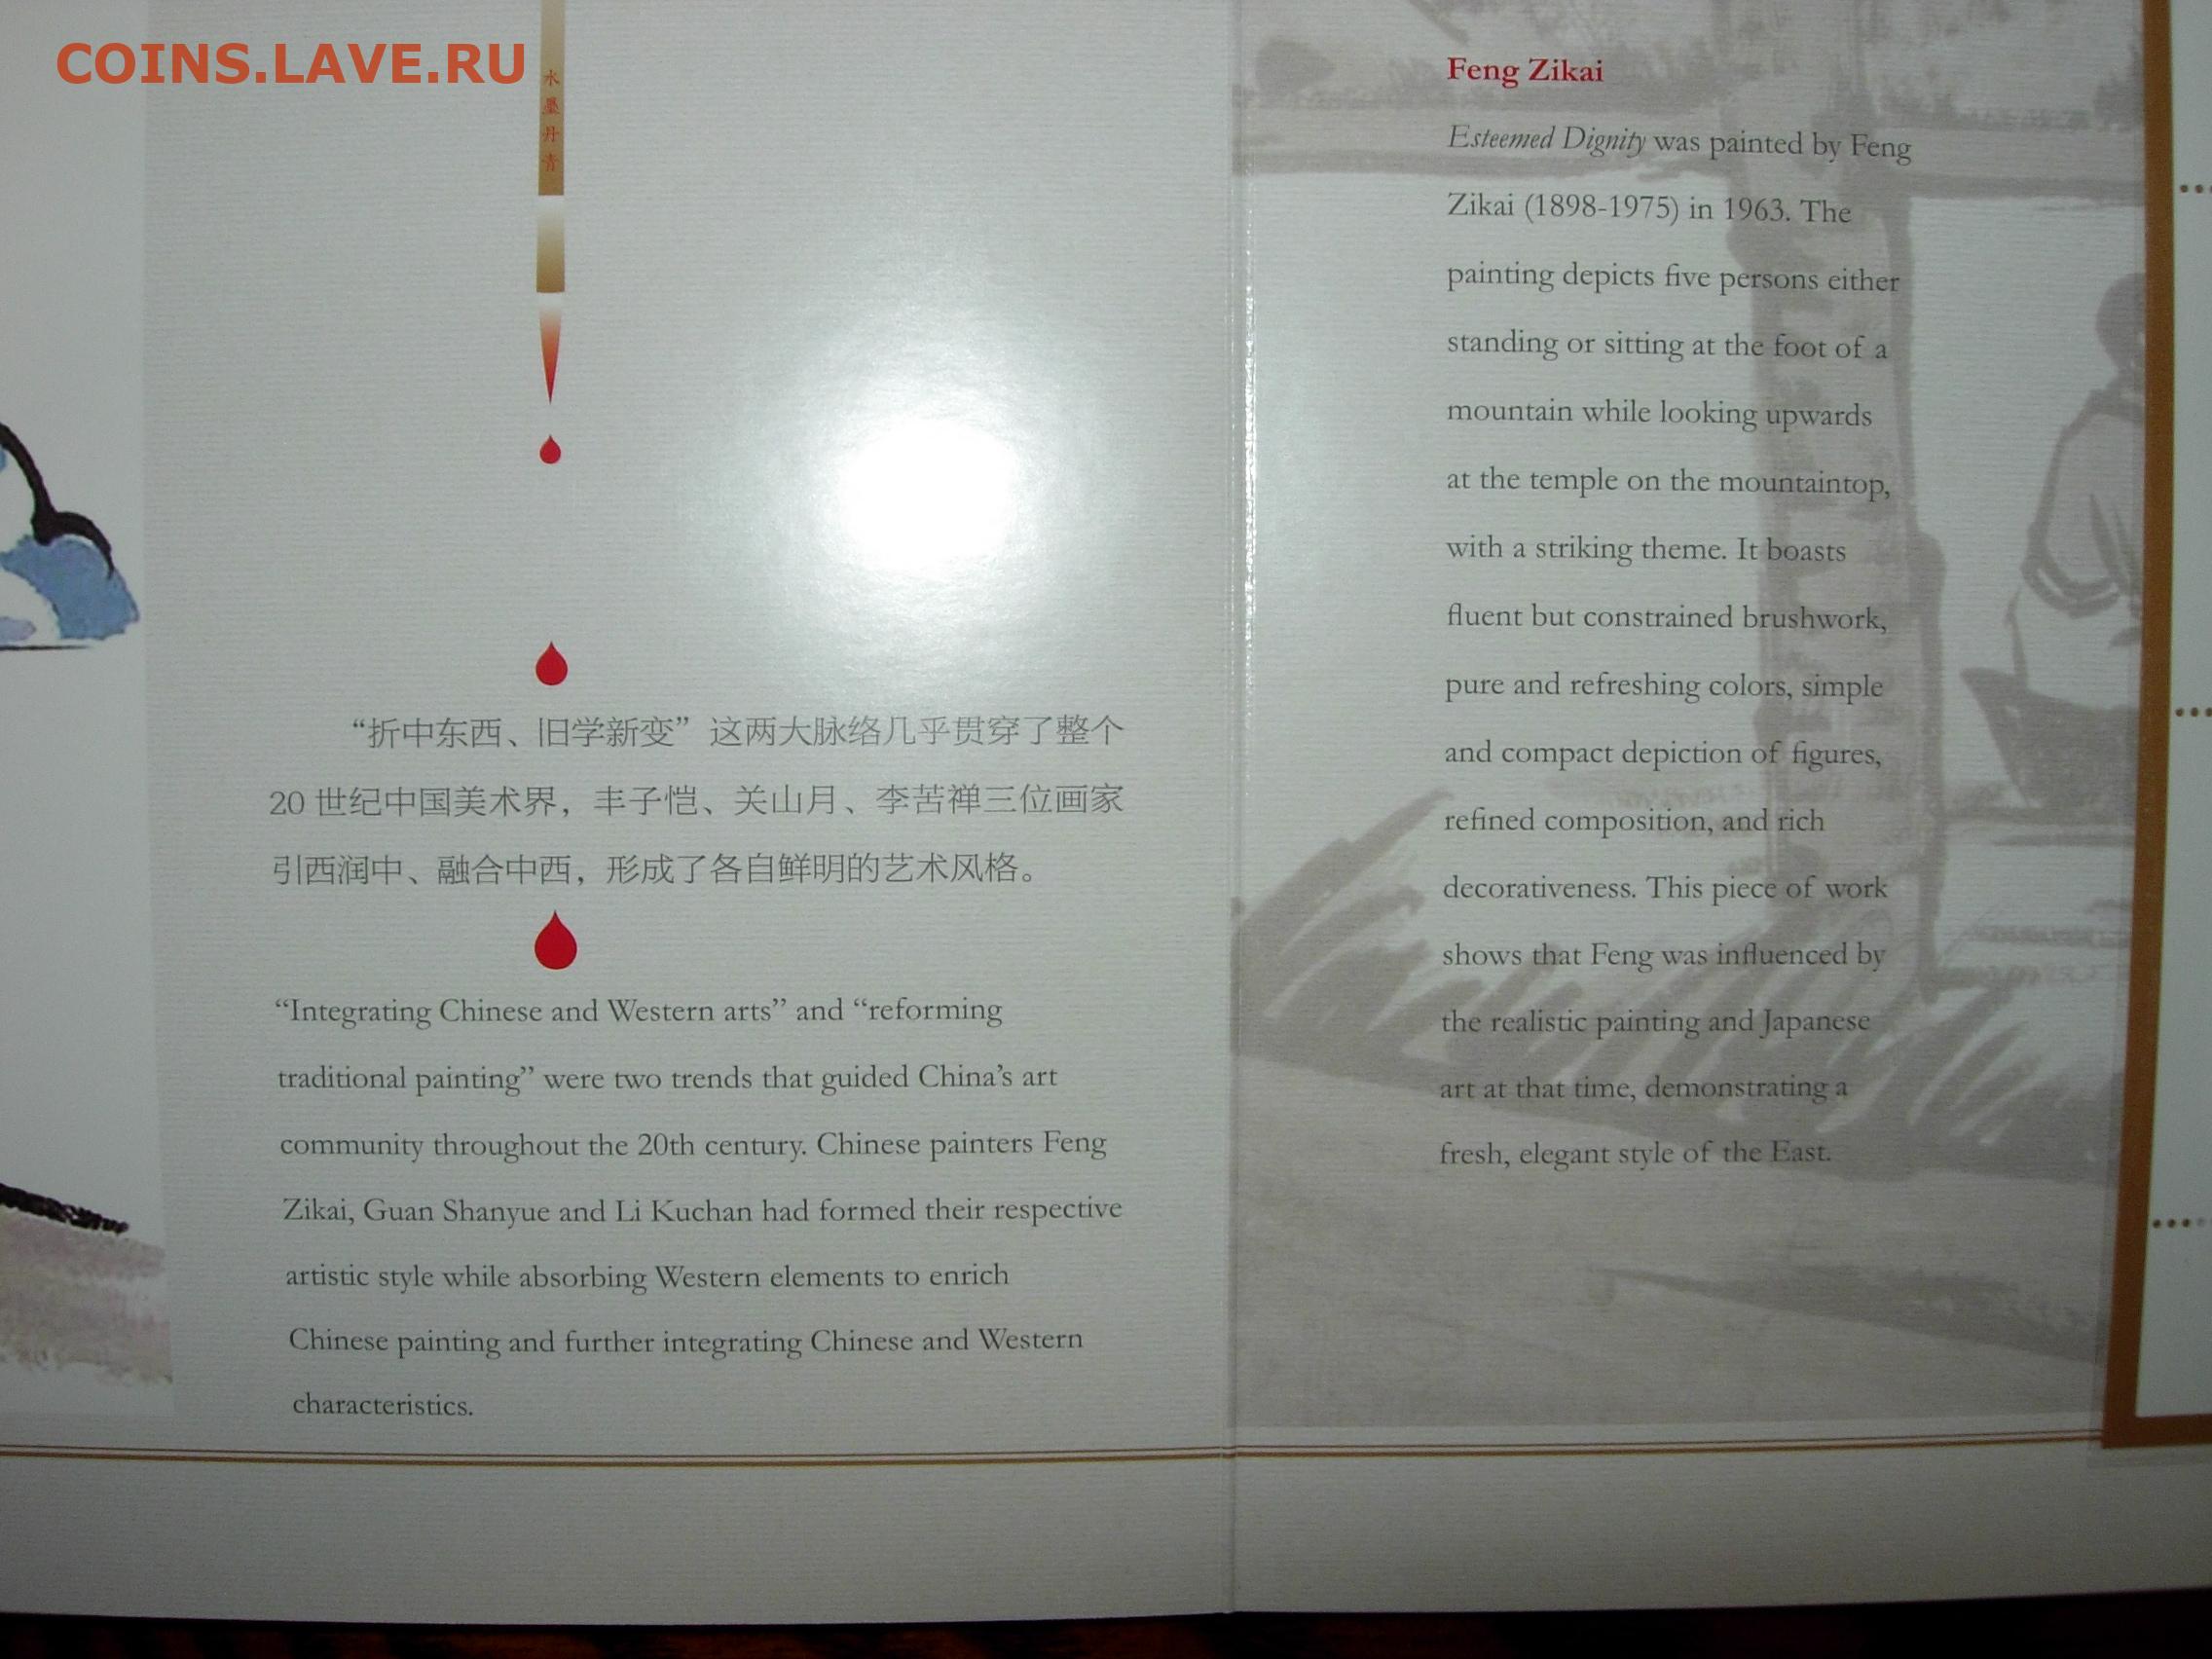 COINS.LAVE.RU
水墨丹青
“折中东西、旧学新变”这两大脉络几乎贯穿了整个
20 世纪中国美术界，丰子恺、关山月、李苦禅三位画家
引西润中、融合中西，形成了各自鲜明的艺术风格。
“Integrating Chinese and Western arts” and “reforming
traditional painting” were two trends that guided China’s art
community throughout the 20th century. Chinese painters Feng
Zikai, Guan Shanyue and Li Kuchan had formed their respective
artistic style while absorbing Western elements to enrich
Chinese painting and further integrating Chinese and Western
characteristics.
Feng Zikai
Esteemed Dignity was painted by Feng
Zikai (1898-1975) in 1963. The
painting depicts five persons either
standing or sitting at the foot of a
mountain while looking upwards
at the temple on the mountaintop,
with a striking theme. It boasts
fluent but constrained brushwork,
pure and refreshing colors, simple
and compact depiction of figures,
refined composition, and rich
decorativeness. This piece of work
shows that Feng was influenced by
the realistic painting and Japanese
art at that time, demonstrating a
fresh, elegant style of the East.